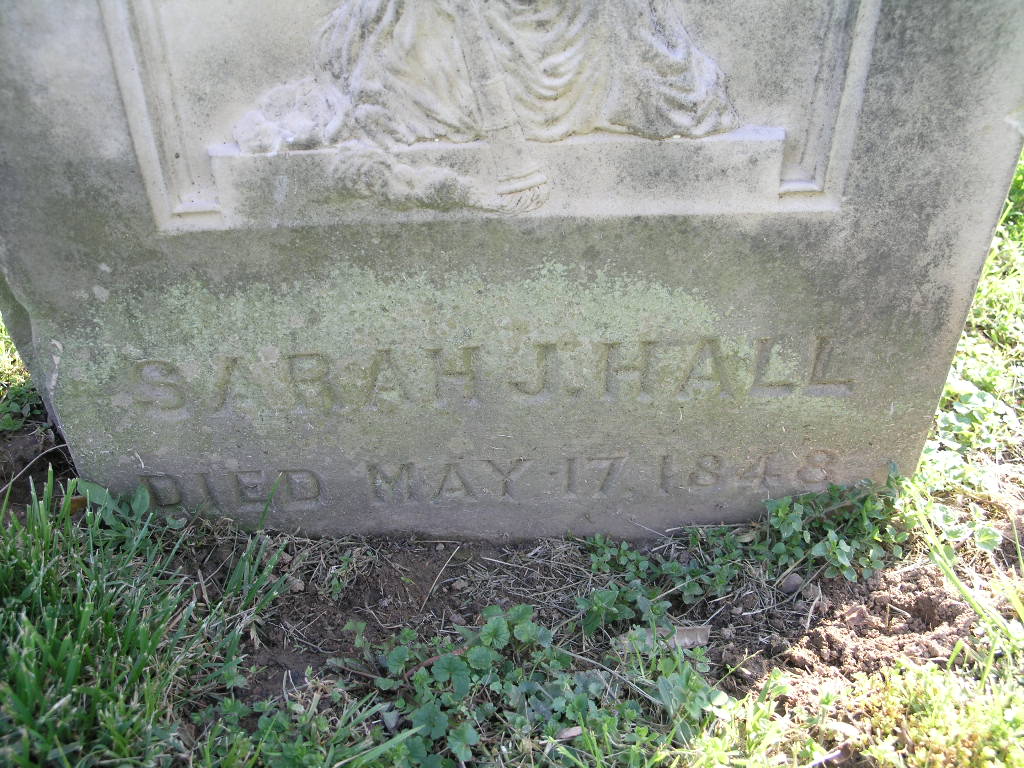 SARAH J. HALL
DIED MAY 17, 1848